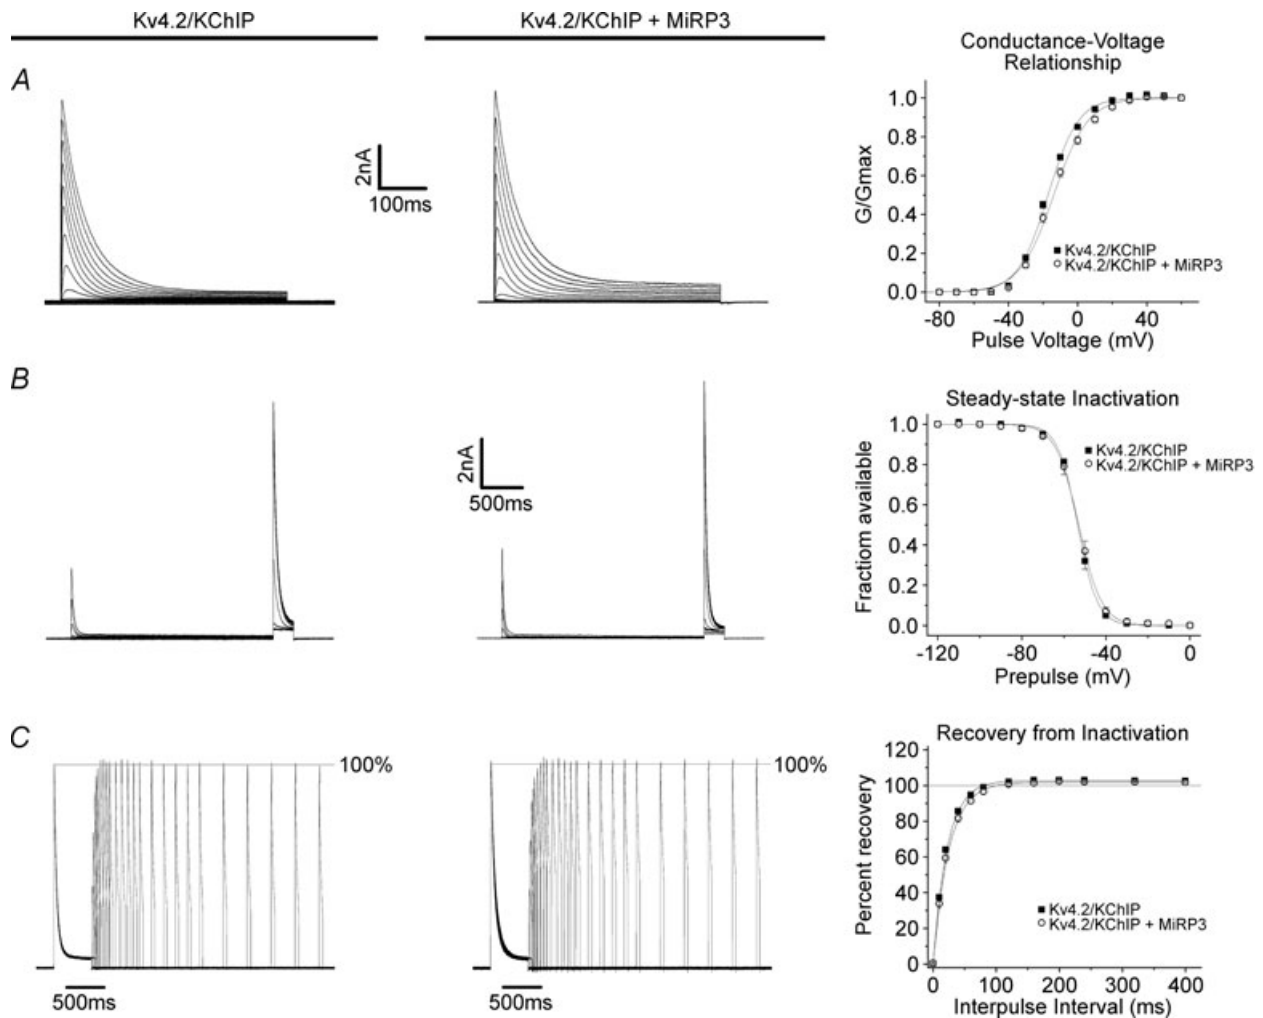 Kv4.2/KChIP
Kv4.2/KChIP + MiRP3
A
2nA
100ms
Conductance-Voltage
Relationship
G/Gmax
1.0
0.8
0.6
0.4
0.2
0.0
Kv4.2/KChIP
Kv4.2/KChIP + MiRP3
-80 -40 0 40
Pulse Voltage (mV)
B
2nA
500ms
Steady-state Inactivation
Fraction available
1.0
0.8
0.6
0.4
0.2
0.0
Kv4.2/KChIP
Kv4.2/KChIP + MiRP3
-120 -80 -40 0
Prepulse (mV)
C
100%
500ms
100%
500ms
Recovery from Inactivation
Percent recovery
120
100
80
60
40
20
0
Kv4.2/KChIP
Kv4.2/KChIP + MiRP3
0 100 200 300 400
Interpulse Interval (ms)